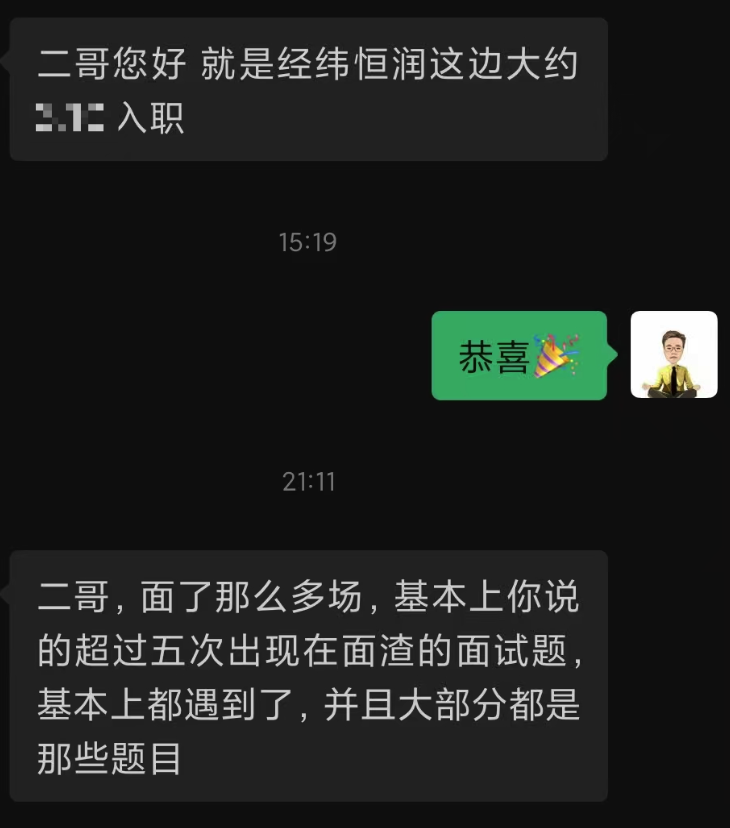 二哥您好 就是经纬恒润这边大约
入职
15:19
恭喜🎉
21:11
二哥，面了那么多场，基本上你说
的超过五次出现在面渣的面试题，
基本上都遇到了，并且大部分都是
那些题目